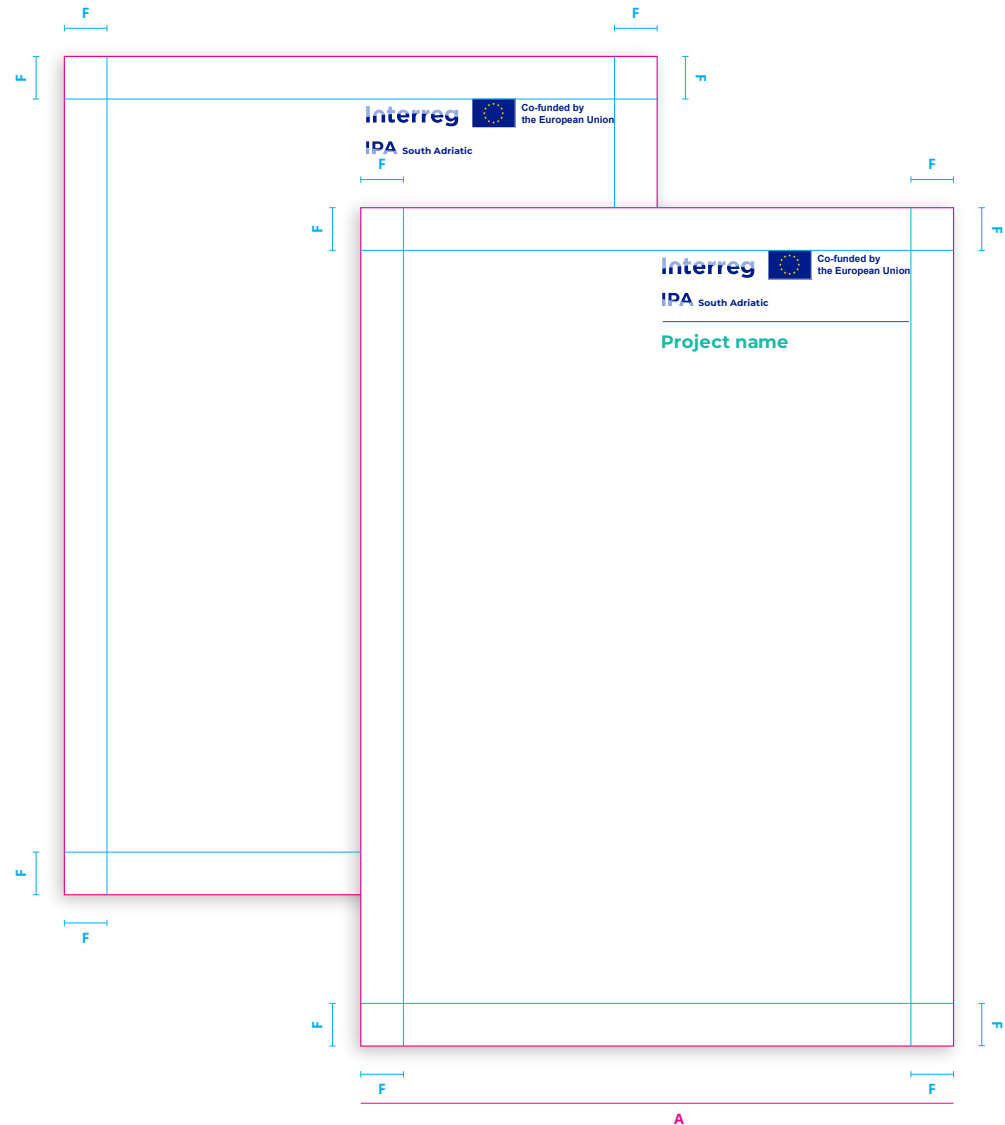 F
F
F
F
Interreg
Co-funded by
the European Union
IPA South Adriatic
F
F
F
F
Interreg
Co-funded by
the European Union
IPA South Adriatic
Project name
F
F
F
F
F
F
A